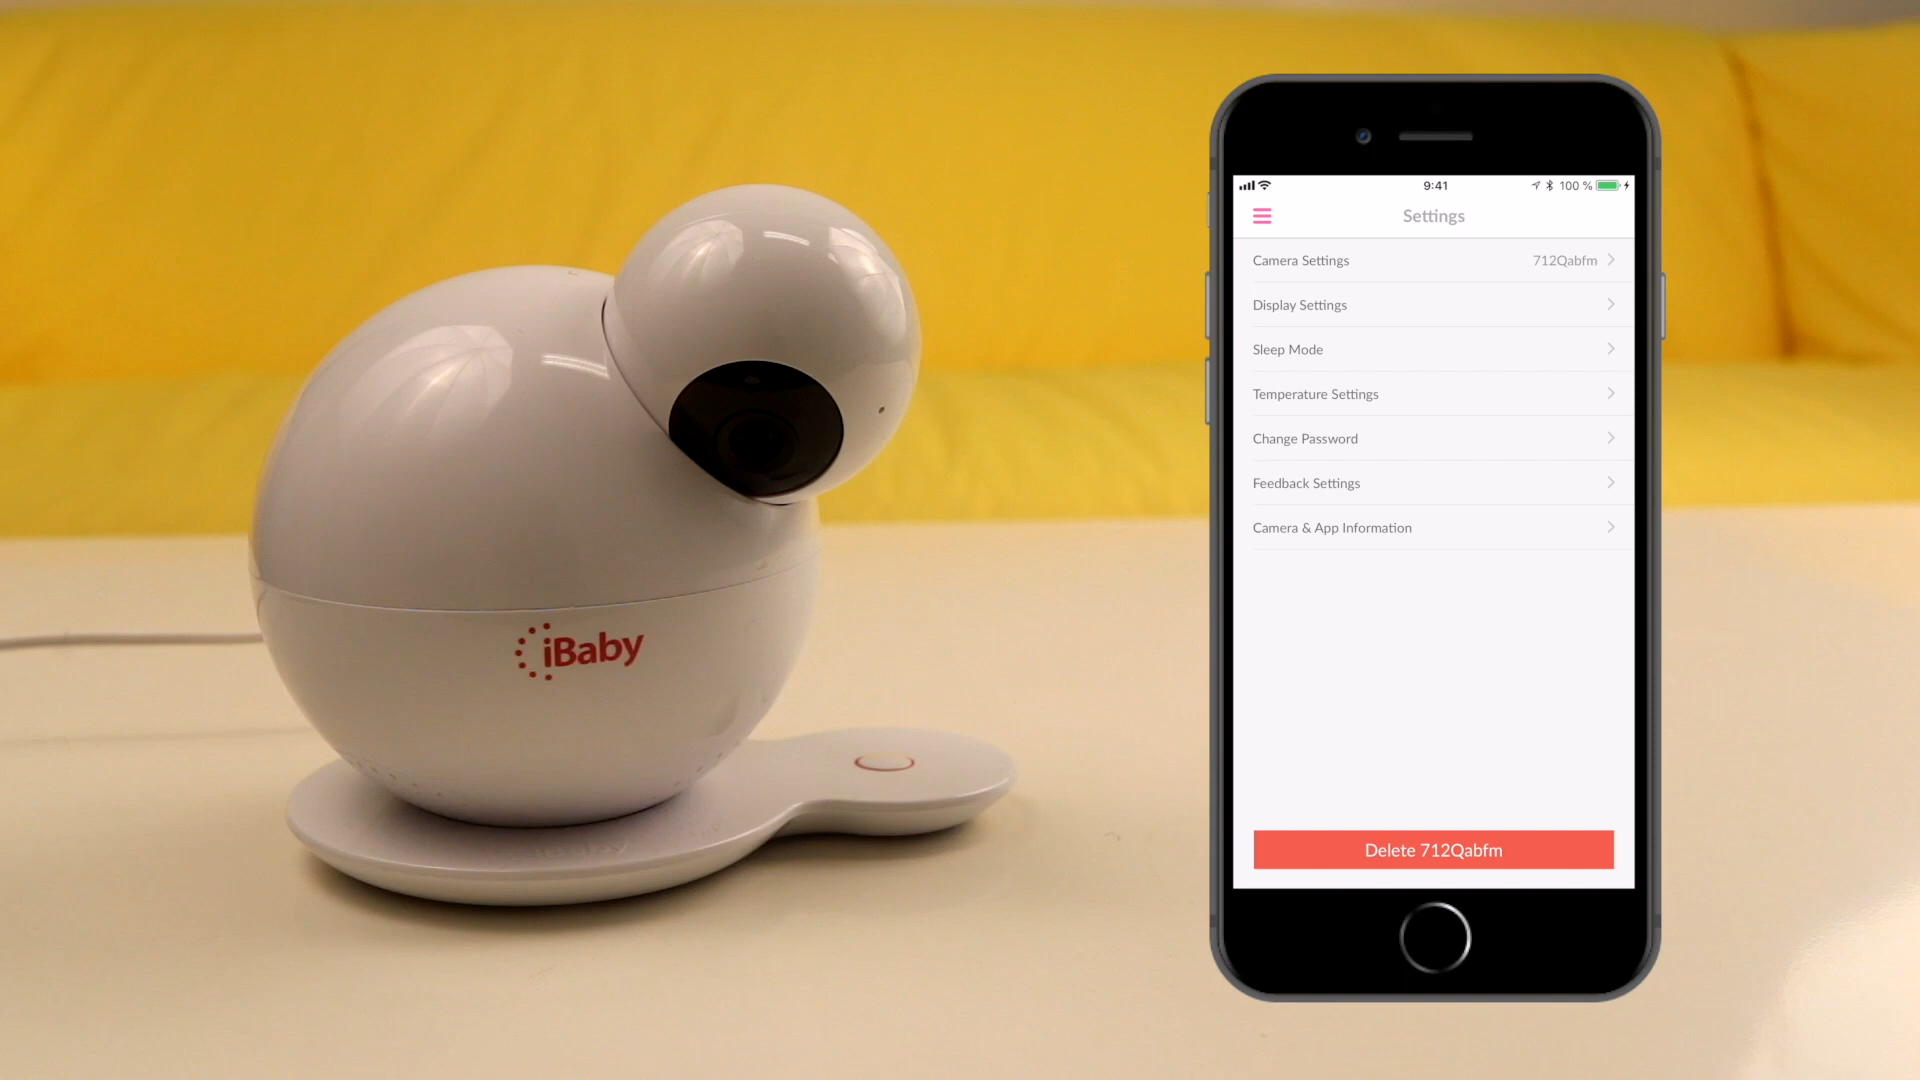 iBaby
9:41
100 %
Settings
Camera Settings 712Qabfm
Display Settings
Sleep Mode
Temperature Settings
Change Password
Feedback Settings
Camera & App Information
Delete 712Qabfm